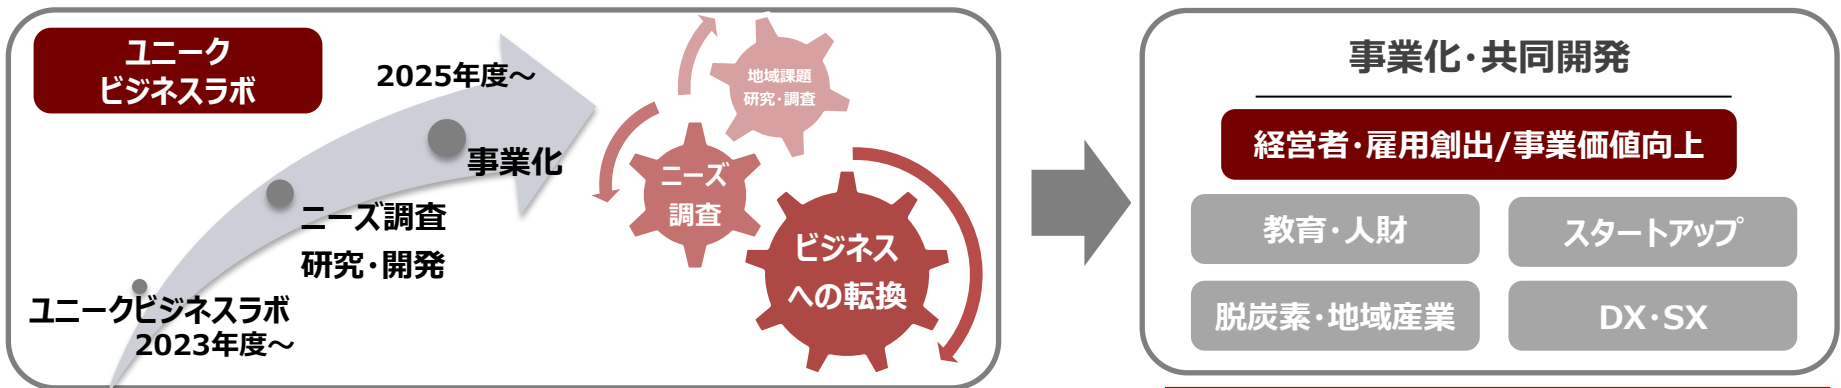 ユニーク
ビジネスラボ
2025年度～
事業化
ニーズ調査
研究・開発
ユニークビジネスラボ
2023年度～
地域課題
研究・調査
ニーズ
調査
ビジネス
への転換
事業化・共同開発
経営者・雇用創出/事業価値向上
教育・人財
スタートアップ
脱炭素・地域産業
DX・SX